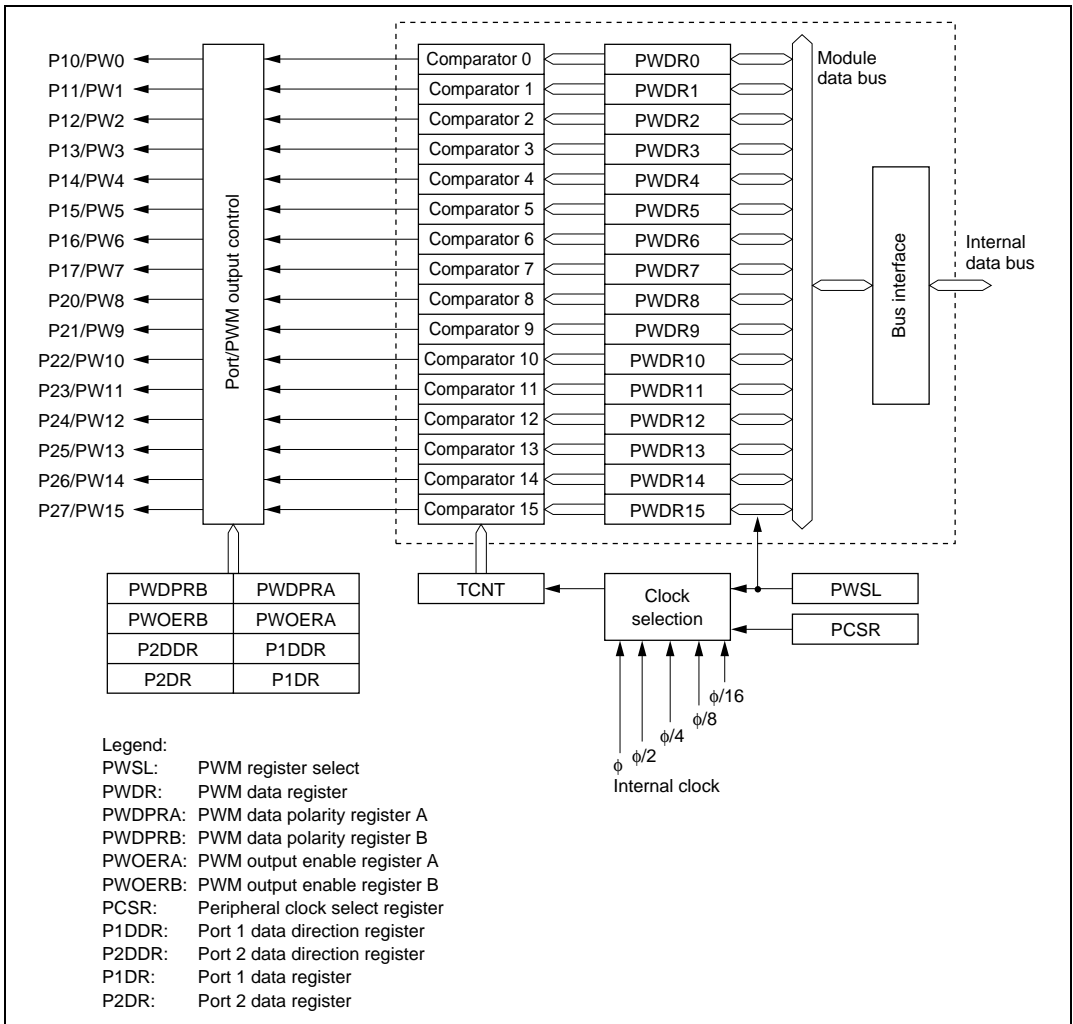 P10/PW0 Comparator 0 PWDR0 Module
data bus
P11/PW1 Comparator 1 PWDR1
P12/PW2 Comparator 2 PWDR2
P13/PW3 Comparator 3 PWDR3
P14/PW4 Comparator 4 PWDR4
P15/PW5 Comparator 5 PWDR5
P16/PW6 Comparator 6 PWDR6
P17/PW7 Comparator 7 PWDR7
P20/PW8 Comparator 8 PWDR8
P21/PW9 Comparator 9 PWDR9
P22/PW10 Comparator 10 PWDR10
P23/PW11 Comparator 11 PWDR11
P24/PW12 Comparator 12 PWDR12
P25/PW13 Comparator 13 PWDR13
P26/PW14 Comparator 14 PWDR14
P27/PW15 Comparator 15 PWDR15
Port/PWM output control
Bus interface
Internal
data bus
PWDPRB PWDPRA
PWOERB PWOERA
P2DDR P1DDR
P2DR P1DR
TCNT
Clock
selection
PWSL
PCSR
ϕ/16
ϕ/8
ϕ/4
ϕ/2
ϕ
Internal clock
Legend:
PWSL: PWM register select
PWDR: PWM data register
PWDPRA: PWM data polarity register A
PWDPRB: PWM data polarity register B
PWOERA: PWM output enable register A
PWOERB: PWM output enable register B
PCSR: Peripheral clock select register
P1DDR: Port 1 data direction register
P2DDR: Port 2 data direction register
P1DR: Port 1 data register
P2DR: Port 2 data register